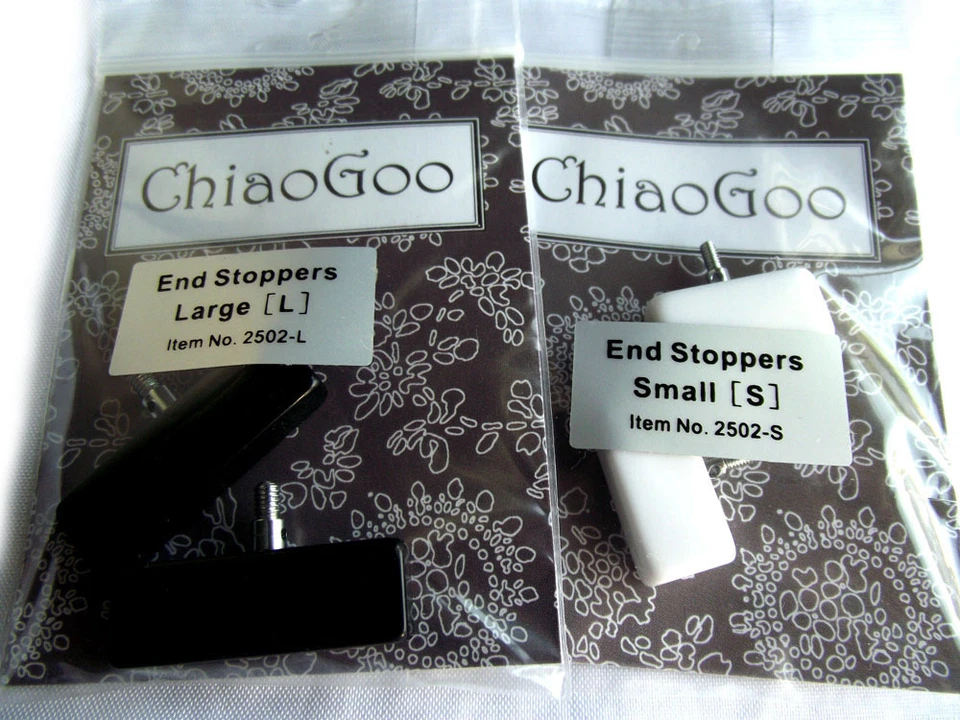 ChiaoGoo
End Stoppers
Large [L]
Item No. 2502-L
ChiaoGoo
End Stoppers
Small [S]
Item No. 2502-S